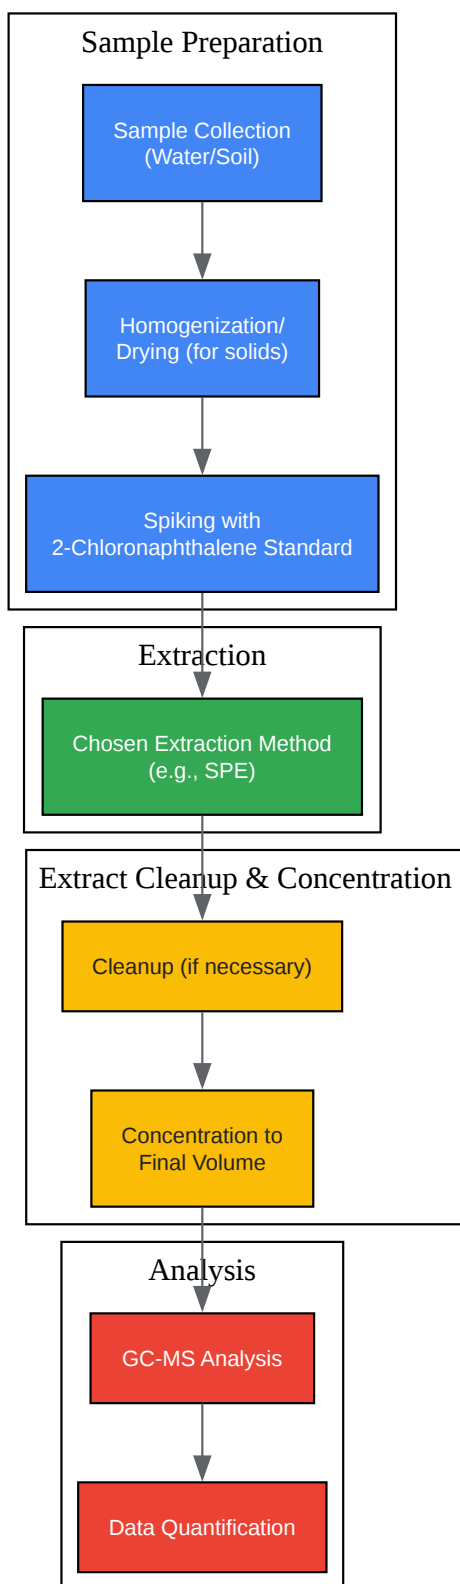 Sample Preparation
Sample Collection
(Water/Soil)
Homogenization/
Drying (for solids)
Spiking with
2-Chloronaphthalene Standard
Extraction
Chosen Extraction Method
(e.g., SPE)
Extract Cleanup & Concentration
Cleanup (if necessary)
Concentration to
Final Volume
Analysis
GC-MS Analysis
Data Quantification